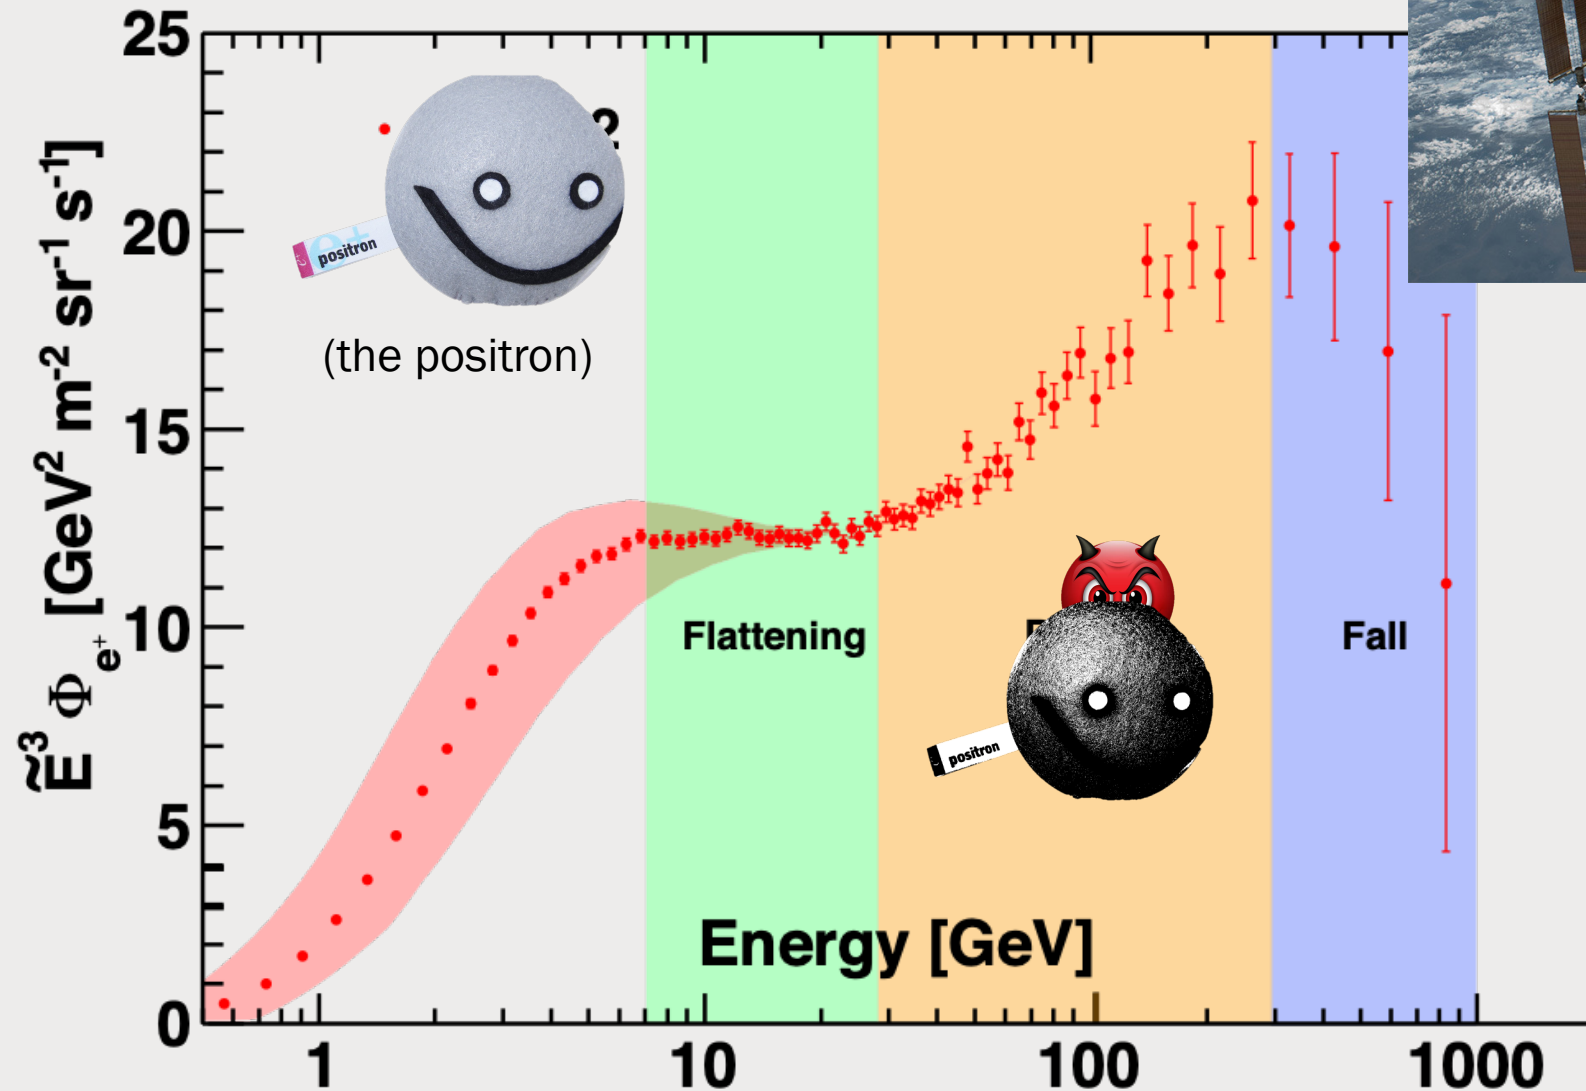 25
20
15
10
5
0
Ẽ³ Φe⁺ [GeV² m⁻² sr⁻¹ s⁻¹]
2
e+ positron
(the positron)
Flattening
Fall
positron
Energy [GeV]
1 10 100 1000